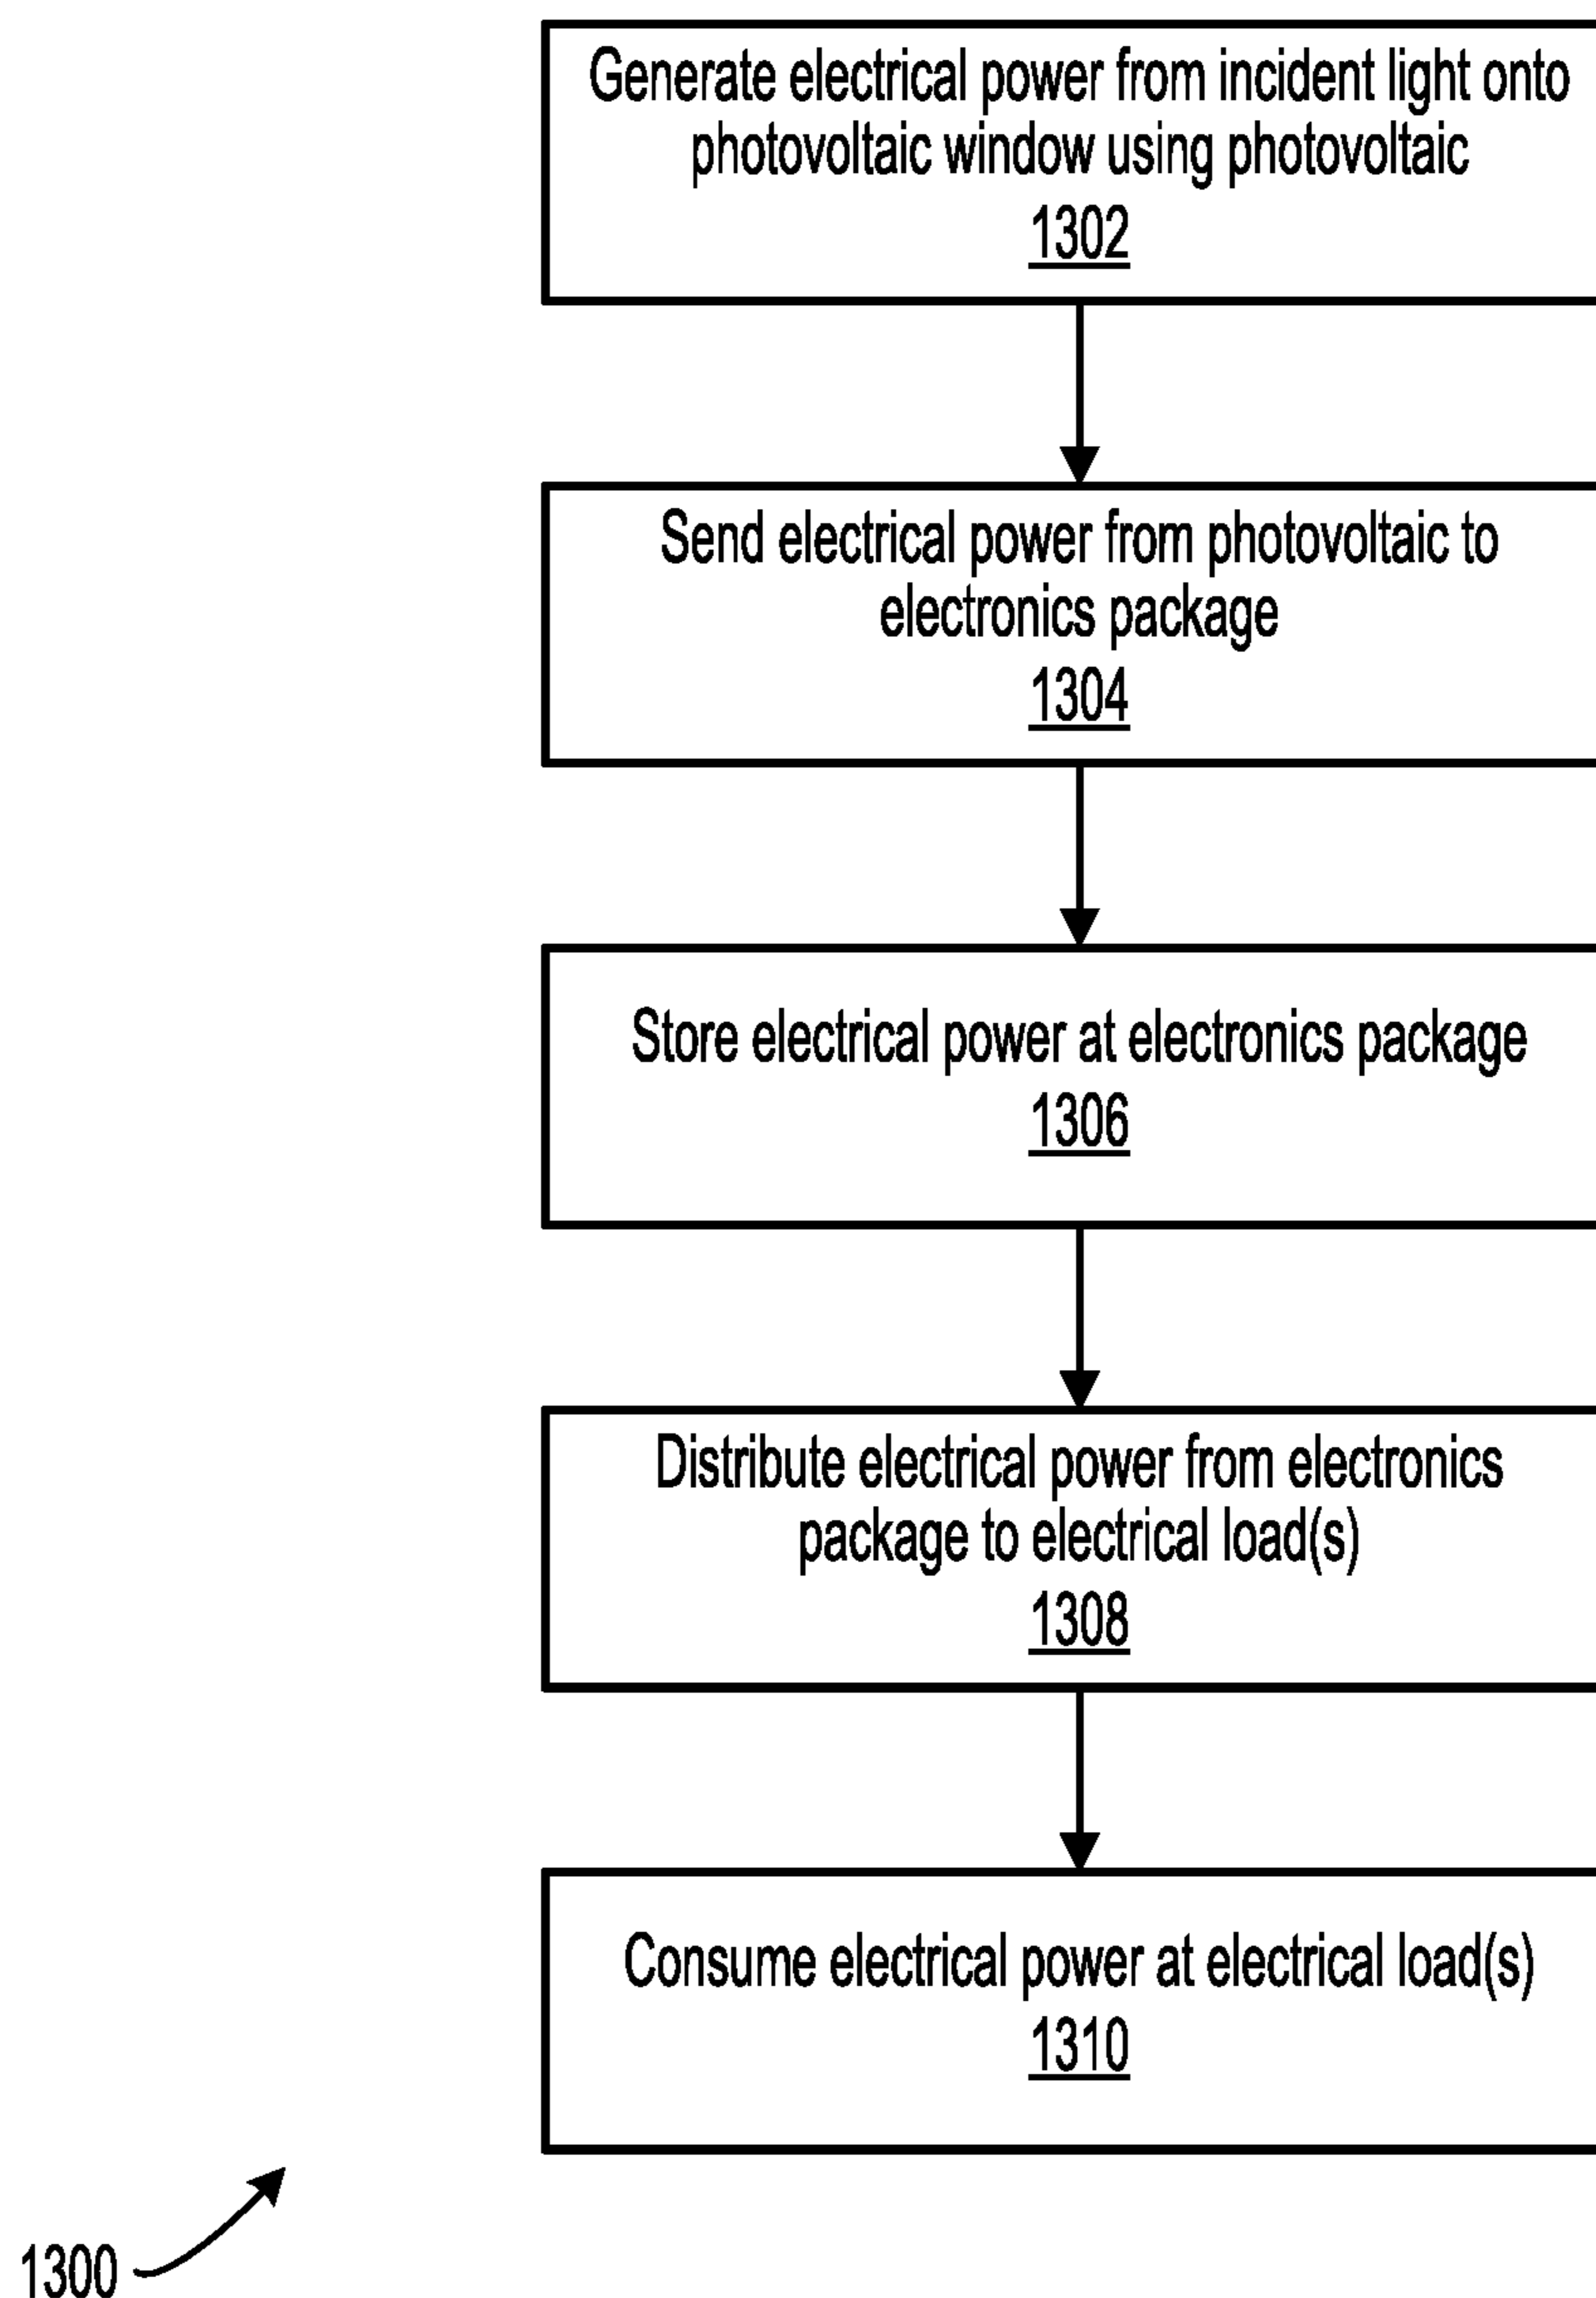 Generate electrical power from incident light onto
photovoltaic window using photovoltaic
1302
Send electrical power from photovoltaic to
electronics package
1304
Store electrical power at electronics package
1306
Distribute electrical power from electronics
package to electrical load(s)
1308
Consume electrical power at electrical load(s)
1310
1300